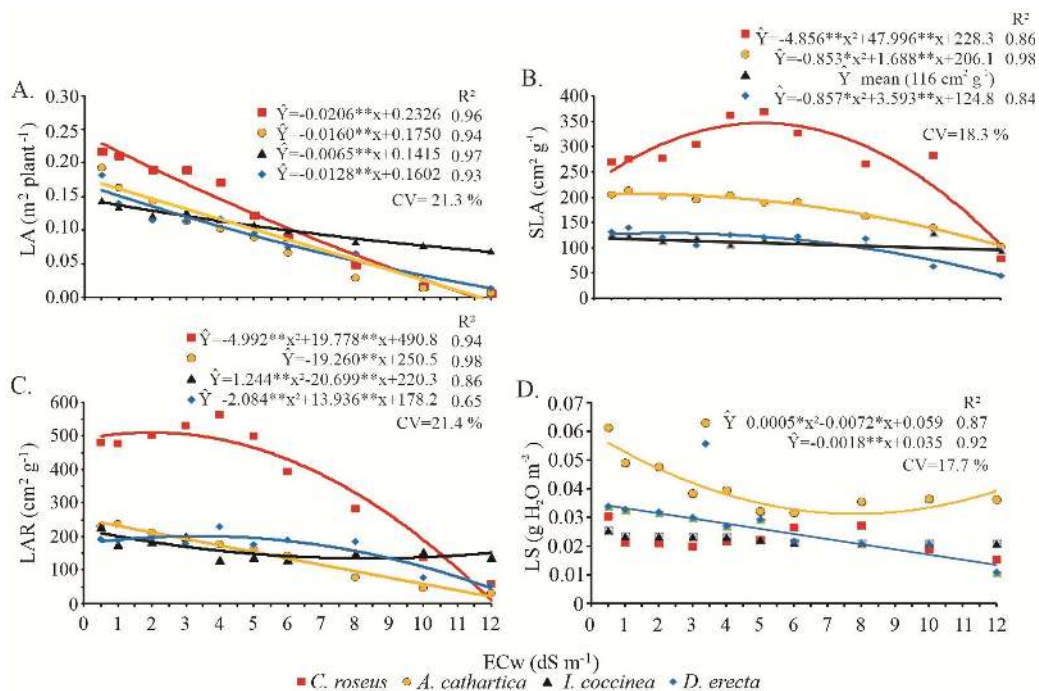 A.
R²
Ŷ=-0.0206**x+0.2326 0.96
Ŷ=-0.0160**x+0.1750 0.94
Ŷ=-0.0065**x+0.1415 0.97
Ŷ=-0.0128**x+0.1602 0.93
CV= 21.3 %
LA (m² plant⁻¹)
0.30
0.25
0.20
0.15
0.10
0.05
0.00
B.
R²
Ŷ=-4.856**x²+47.996**x+228.3 0.86
Ŷ=-0.853*x²+1.688**x+206.1 0.98
Ŷ mean (116 cm² g⁻¹)
Ŷ=-0.857*x²+3.593**x+124.8 0.84
CV=18.3 %
SLA (cm² g⁻¹)
400
350
300
250
200
150
100
50
0
C.
R²
Ŷ=-4.992**x²+19.778**x+490.8 0.94
Ŷ=-19.260**x+250.5 0.98
Ŷ=1.244**x²-20.699**x+220.3 0.86
Ŷ -2.084**x²+13.936**x+178.2 0.65
CV=21.4 %
LAR (cm² g⁻¹)
600
500
400
300
200
100
0
0 1 2 3 4 5 6 8 10 12
D.
R²
Ŷ 0.0005*x²-0.0072*x+0.059 0.87
Ŷ=-0.0018**x+0.035 0.92
CV=17.7 %
LS (g H₂O m⁻²)
0.07
0.06
0.05
0.04
0.03
0.02
0.01
0
0 1 2 3 4 5 6 8 10 12
ECw (dS m⁻¹)
C. roseus A. cathartica I. coccinea D. erecta